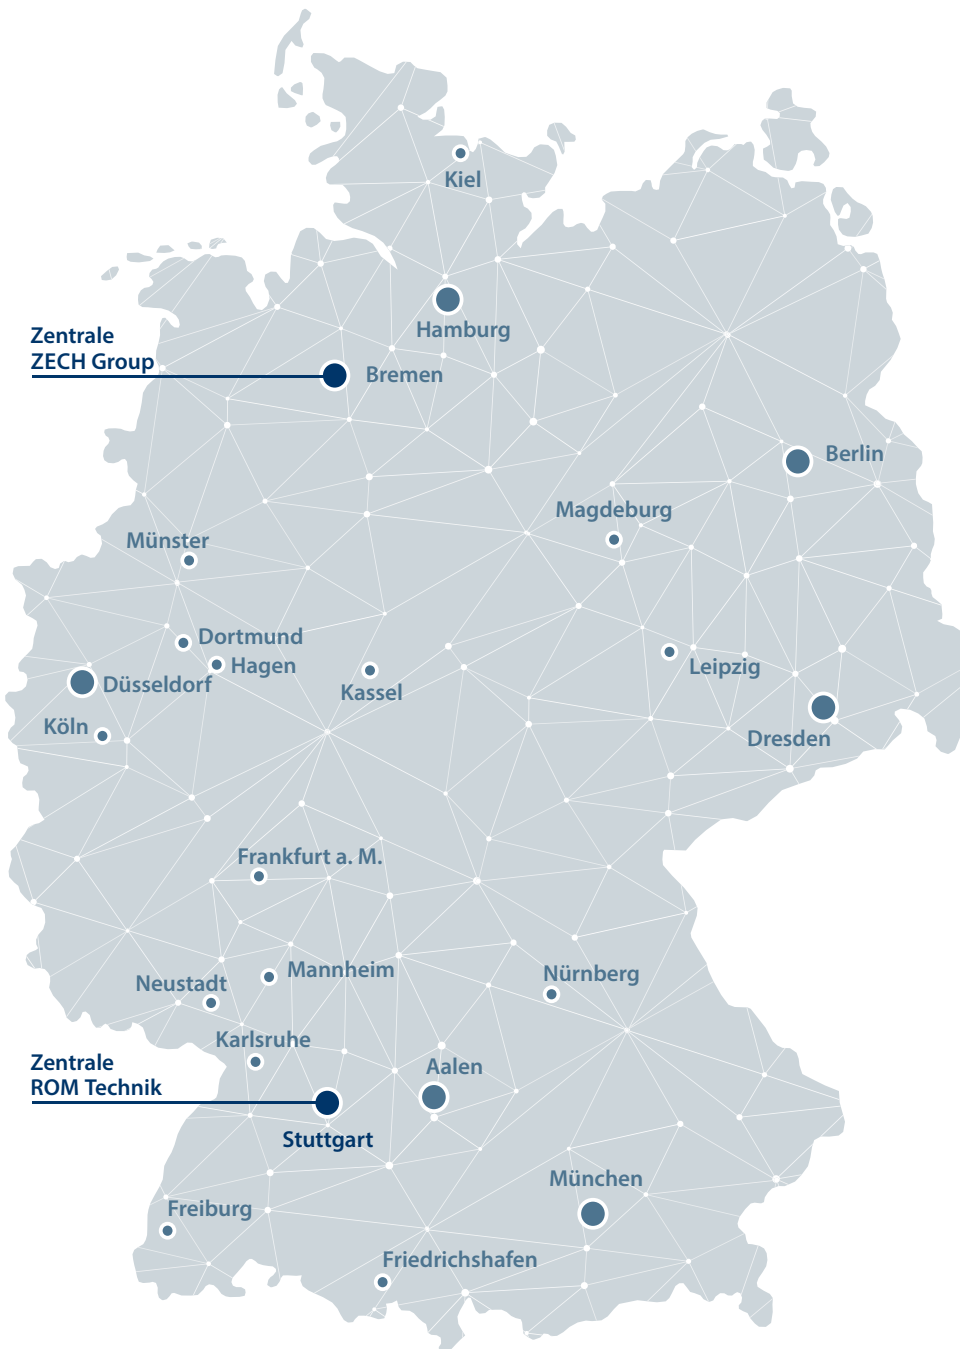 Kiel
Hamburg
Zentrale
ZECH Group
Bremen
Berlin
Magdeburg
Münster
Dortmund
Hagen
Leipzig
Düsseldorf
Kassel
Köln
Dresden
Frankfurt a. M.
Mannheim
Nürnberg
Neustadt
Karlsruhe
Zentrale
ROM Technik
Aalen
Stuttgart
München
Freiburg
Friedrichshafen